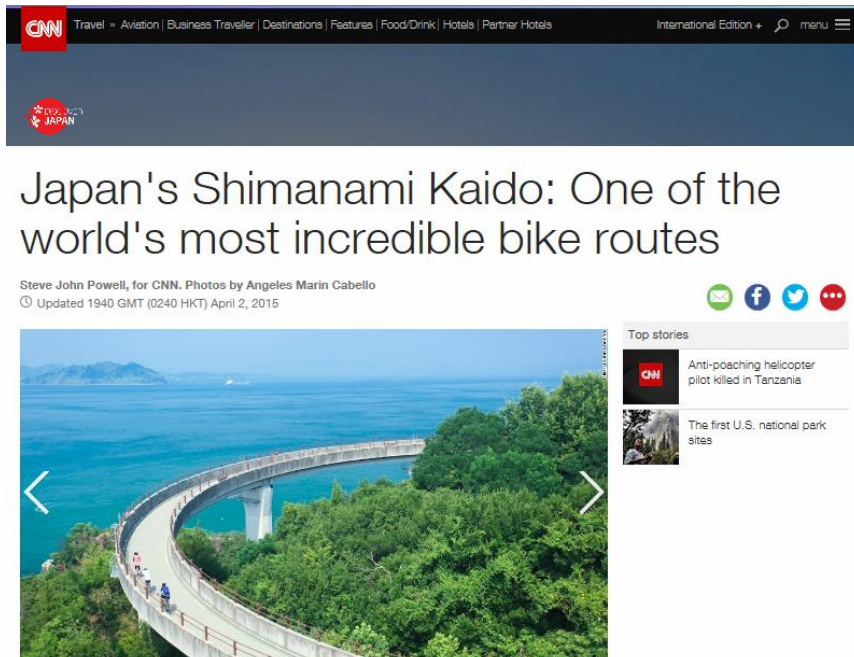 CNN Travel » Aviation | Business Traveller | Destinations | Features | Food/Drink | Hotels | Partner Hotels International Edition + menu
DISCOVER
JAPAN
Japan's Shimanami Kaido: One of the
world's most incredible bike routes
Steve John Powell, for CNN. Photos by Angeles Marin Cabello
Updated 1940 GMT (0240 HKT) April 2, 2015
Top stories
CNN
Anti-poaching helicopter
pilot killed in Tanzania
The first U.S. national park
sites